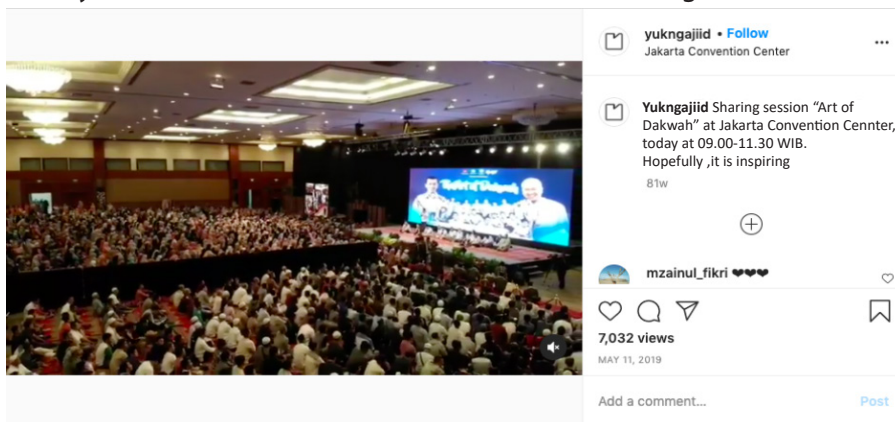 yukngajiid • Follow
Jakarta Convention Center
Yukngajiid Sharing session “Art of
Dakwah” at Jakarta Convention Cennter,
today at 09.00-11.30 WIB.
Hopefully ,it is inspiring
81w
mzainul_fikri ❤❤❤
7,032 views
MAY 11, 2019
Add a comment...
Post